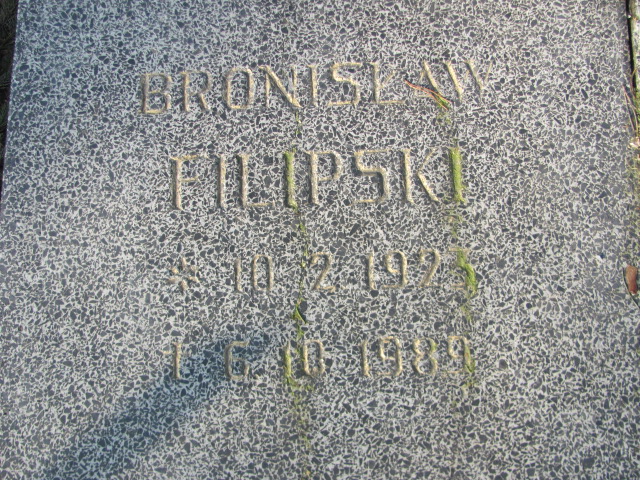 BRONISŁAW
FILIPSKI
* 10 2 1923
† 6 10 1989